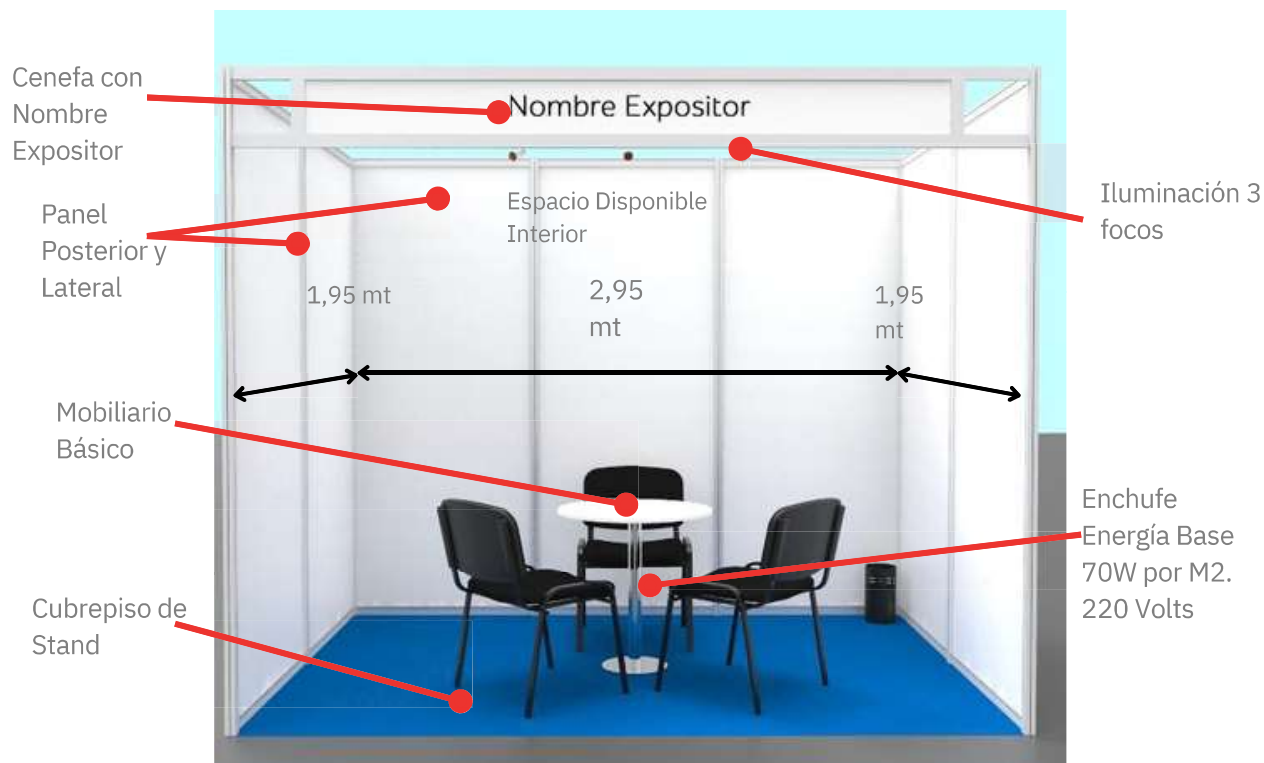 Cenefa con
Nombre
Expositor
Nombre Expositor
Panel
Posterior y
Lateral
Espacio Disponible
Interior
Iluminación 3
focos
1,95 mt
2,95
mt
1,95
mt
Mobiliario
Básico
Enchufe
Energía Base
70W por M2.
220 Volts
Cubrepiso de
Stand